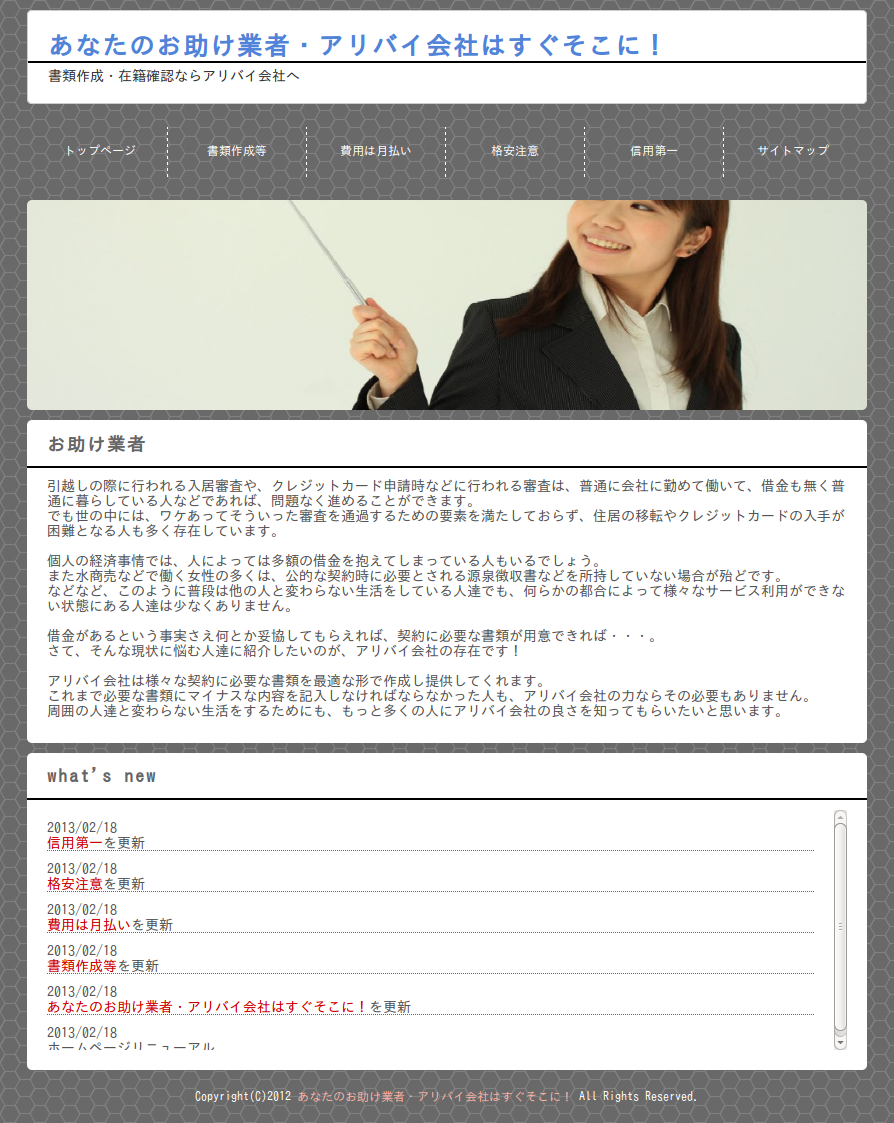 あなたのお助け業者・アリバイ会社はすぐそこに！
書類作成・在籍確認ならアリバイ会社へ
トップページ
書類作成等
費用は月払い
格安注意
信用第一
サイトマップ
お助け業者
引越しの際に行われる入居審査や、クレジットカード申請時などに行われる審査は、普通に会社に勤めて働いて、借金も無く普
通に暮らしている人などであれば、問題なく進めることができます。
でも世の中には、ワケあってそういった審査を通過するための要素を満たしておらず、住居の移転やクレジットカードの入手が
困難となる人も多く存在しています。
個人の経済事情では、人によっては多額の借金を抱えてしまっている人もいるでしょう。
また水商売などで働く女性の多くは、公的な契約時に必要とされる源泉徴収書などを所持していない場合が殆どです。
などなど、このように普段は他の人と変わらない生活をしている人達でも、何らかの都合によって様々なサービス利用ができな
い状態にある人達は少なくありません。
借金があるという事実さえ何とか妥協してもらえれば、契約に必要な書類が用意できれば・・・。
さて、そんな現状に悩む人達に紹介したいのが、アリバイ会社の存在です！
アリバイ会社は様々な契約に必要な書類を最適な形で作成し提供してくれます。
これまで必要な書類にマイナスな内容を記入しなければならなかった人も、アリバイ会社の力ならその必要もありません。
周囲の人達と変わらない生活をするためにも、もっと多くの人にアリバイ会社の良さを知ってもらいたいと思います。
what's new
2013/02/18
信用第一を更新
2013/02/18
格安注意を更新
2013/02/18
費用は月払いを更新
2013/02/18
書類作成等を更新
2013/02/18
あなたのお助け業者・アリバイ会社はすぐそこに！を更新
2013/02/18
ホームページリニューアル
Copyright(C)2012 あなたのお助け業者・アリバイ会社はすぐそこに！ All Rights Reserved.